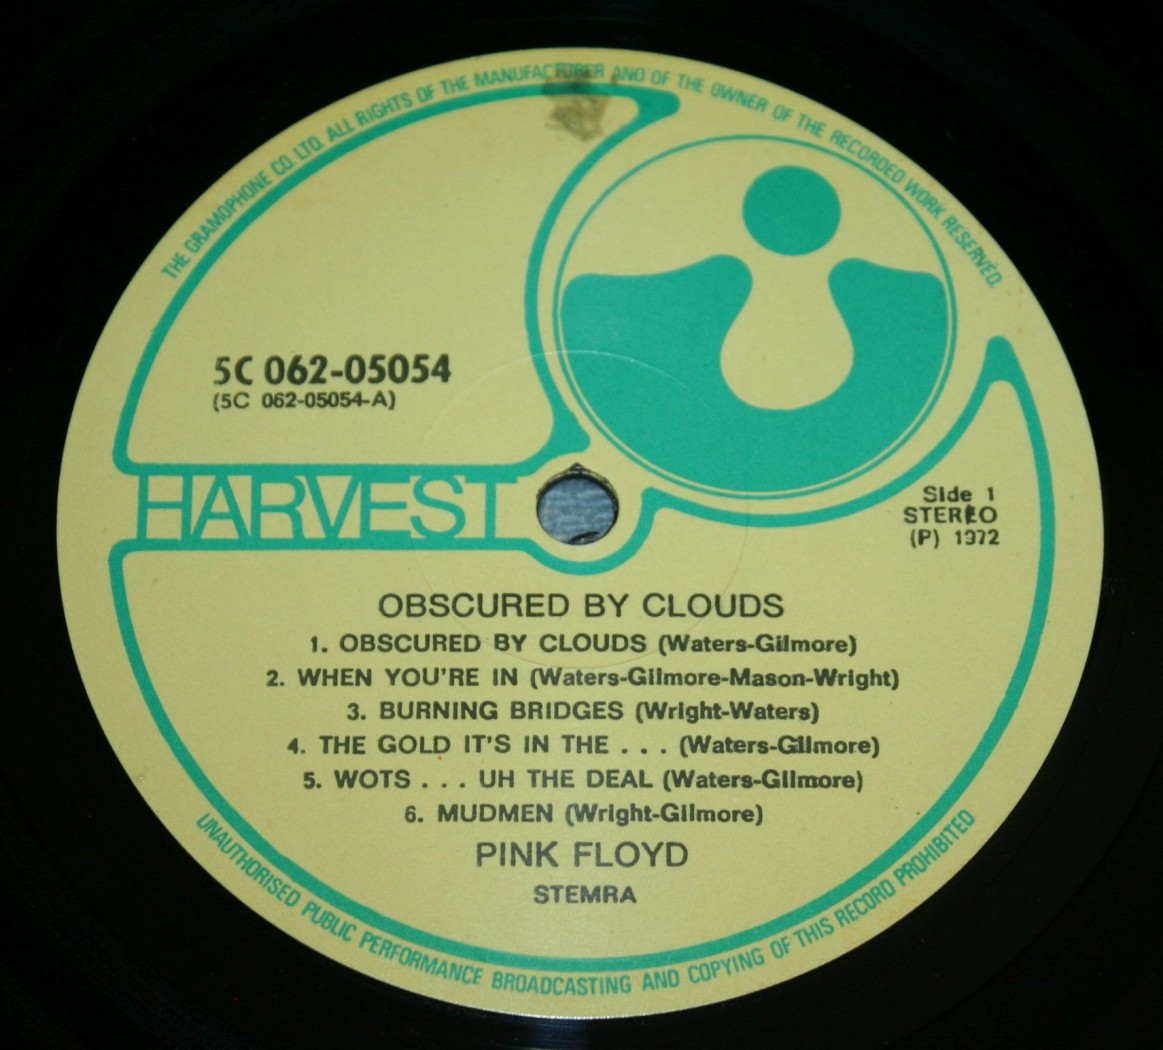 THE GRAMOPHONE CO. LTD. ALL RIGHTS OF THE MANUFACTURER AND OF THE OWNER OF THE RECORDED WORK RESERVED.
5C 062-05054
(5C 062-05054-A)
HARVEST
Side 1
STEREO
(P) 1972
OBSCURED BY CLOUDS
1. OBSCURED BY CLOUDS (Waters-Gilmore)
2. WHEN YOU'RE IN (Waters-Gilmore-Mason-Wright)
3. BURNING BRIDGES (Wright-Waters)
4. THE GOLD IT'S IN THE . . . (Waters-Gilmore)
5. WOTS . . . UH THE DEAL (Waters-Gilmore)
6. MUDMEN (Wright-Gilmore)
PINK FLOYD
STEMRA
UNAUTHORISED PUBLIC PERFORMANCE BROADCASTING AND COPYING OF THIS RECORD PROHIBITED